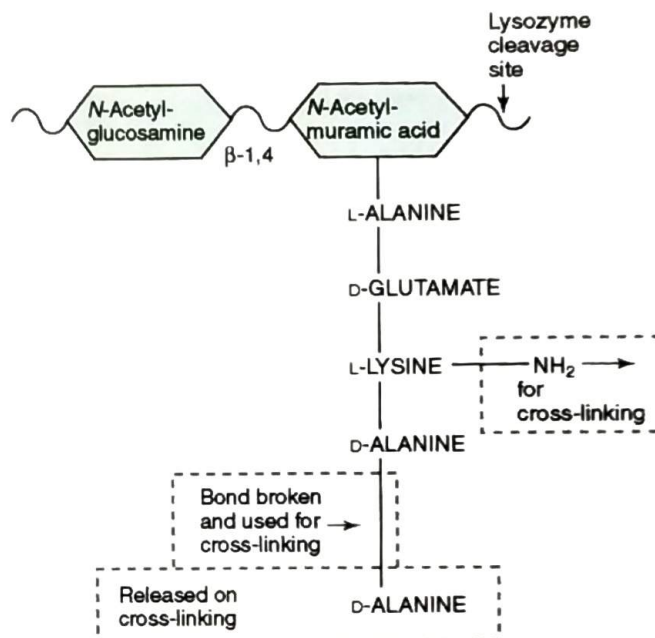 Lysozyme
cleavage
site
N-Acetyl-
glucosamine
N-Acetyl-
muramic acid
β-1,4
L-ALANINE
D-GLUTAMATE
L-LYSINE
NH₂
for
cross-linking
D-ALANINE
Bond broken
and used for
cross-linking
Released on
cross-linking
D-ALANINE